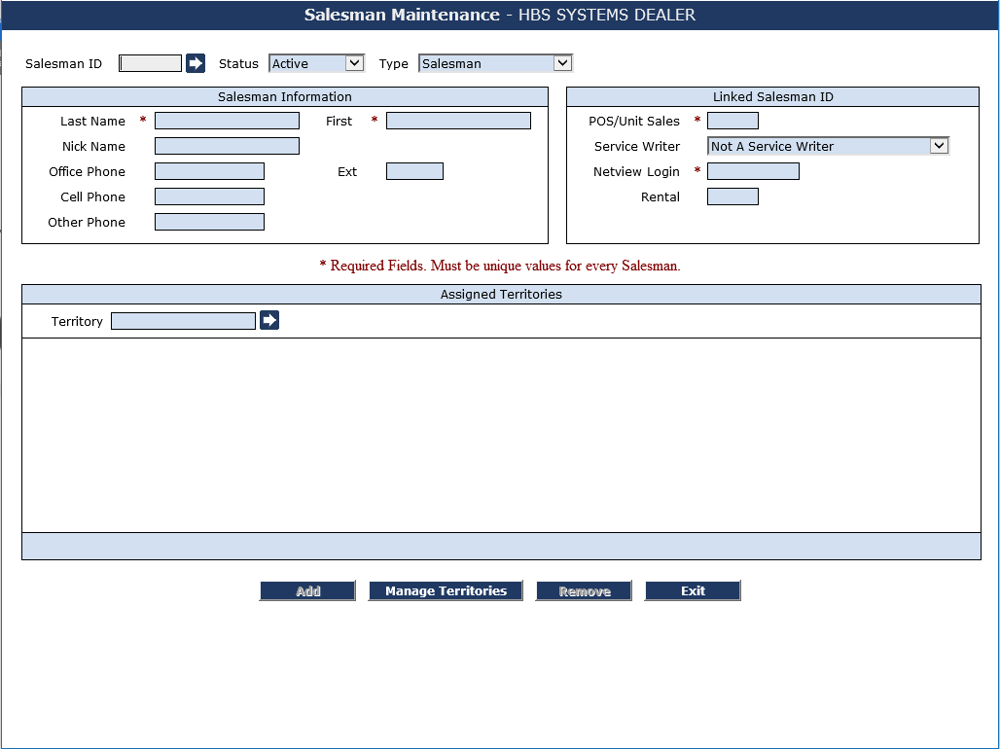 Salesman Maintenance - HBS SYSTEMS DEALER
Salesman ID Status Active Type Salesman
Salesman Information
Last Name * First *
Nick Name
Office Phone Ext
Cell Phone
Other Phone
Linked Salesman ID
POS/Unit Sales *
Service Writer Not A Service Writer
Netview Login *
Rental
* Required Fields. Must be unique values for every Salesman.
Assigned Territories
Territory
Add Manage Territories Remove Exit